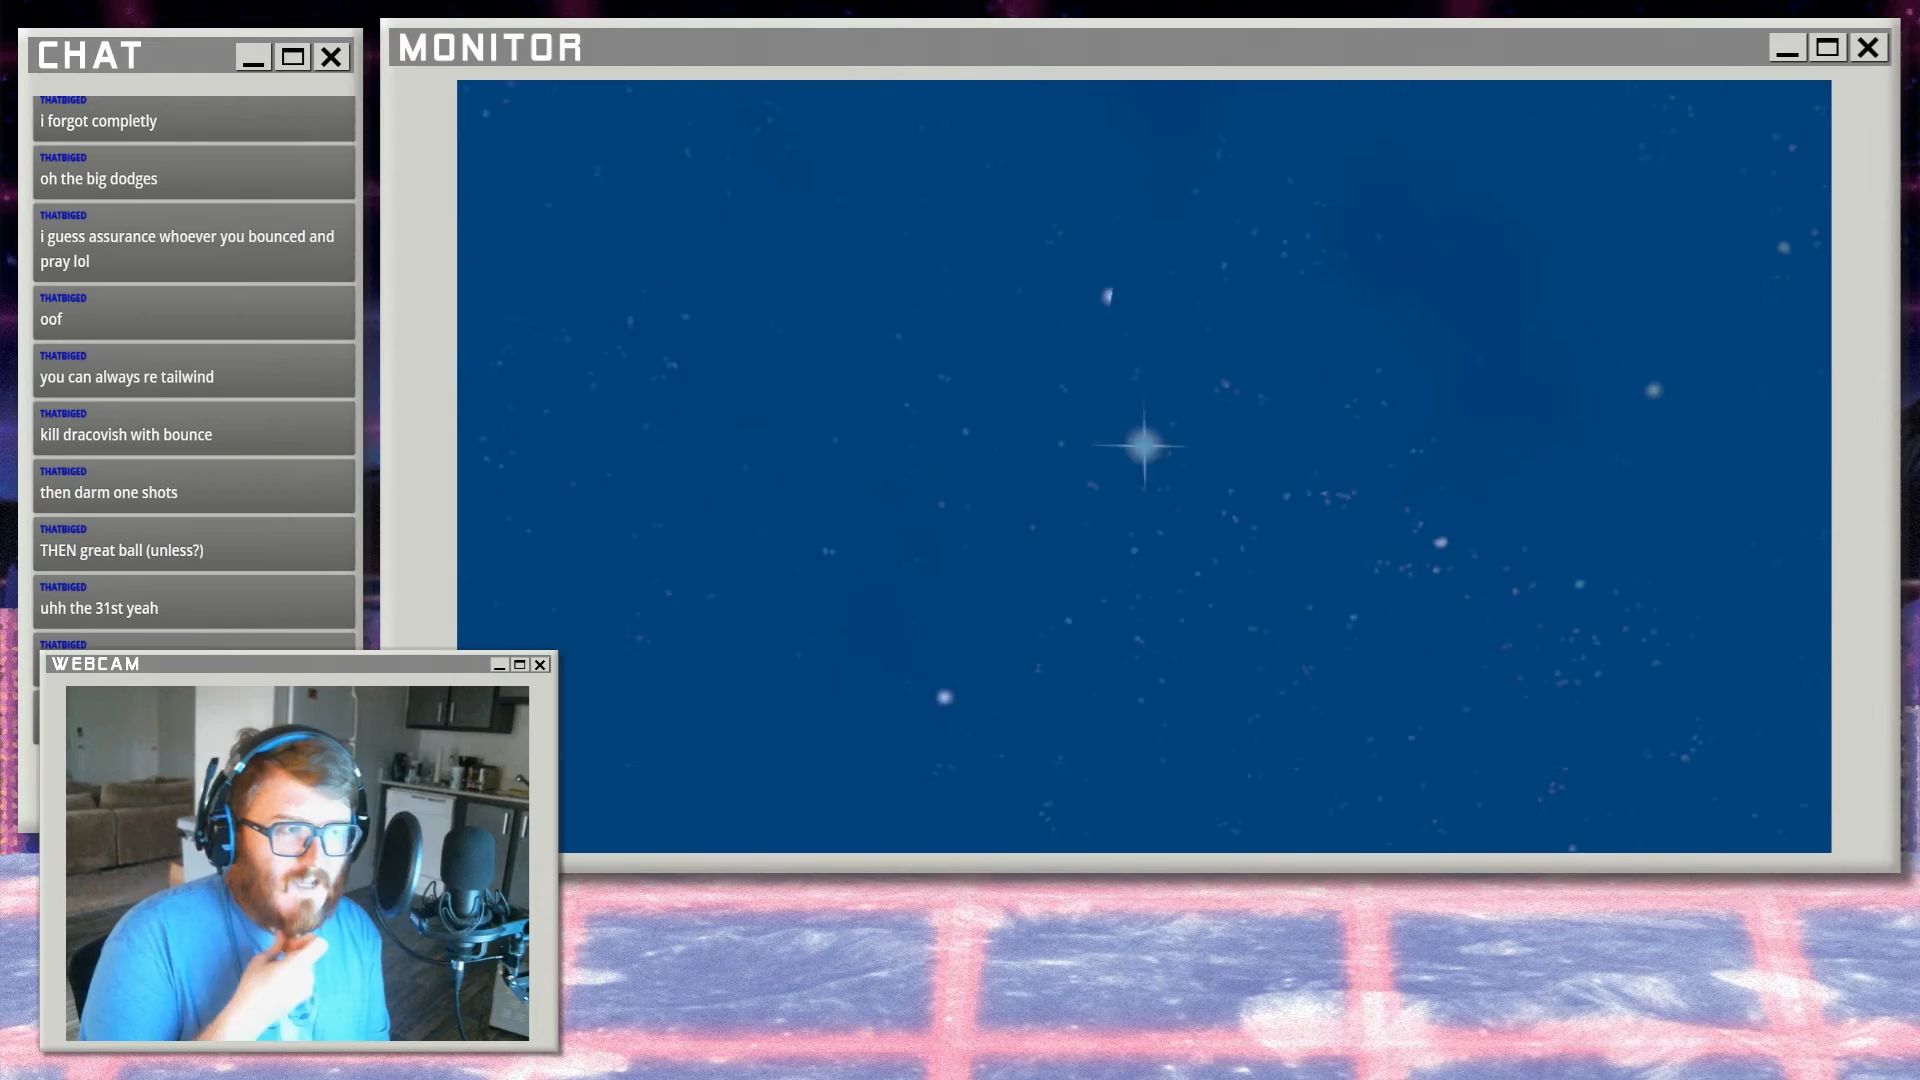 CHAT
THATBIGED
i forgot completly
THATBIGED
oh the big dodges
THATBIGED
i guess assurance whoever you bounced and
pray lol
THATBIGED
oof
THATBIGED
you can always re tailwind
THATBIGED
kill dracovish with bounce
THATBIGED
then darm one shots
THATBIGED
THEN great ball (unless?)
THATBIGED
uhh the 31st yeah
THATBIGED
WEBCAM
MONITOR